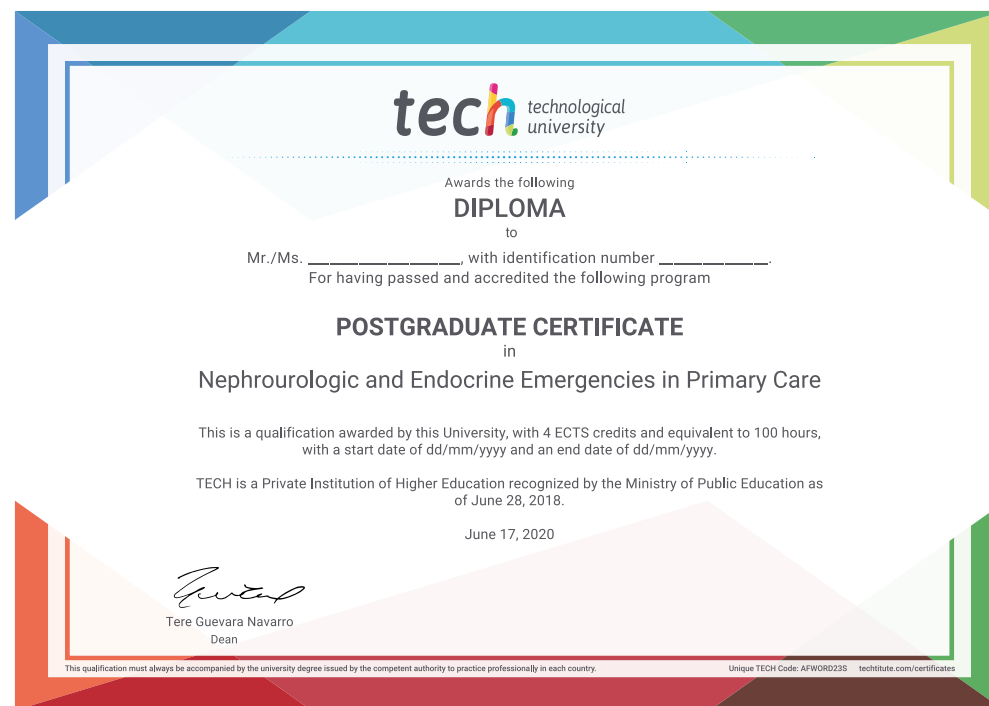 tech technological
university
Awards the following
DIPLOMA
to
Mr./Ms. ____________________, with identification number ______________.
For having passed and accredited the following program
POSTGRADUATE CERTIFICATE
in
Nephrourologic and Endocrine Emergencies in Primary Care
This is a qualification awarded by this University, with 4 ECTS credits and equivalent to 100 hours,
with a start date of dd/mm/yyyy and an end date of dd/mm/yyyy.
TECH is a Private Institution of Higher Education recognized by the Ministry of Public Education as
of June 28, 2018.
June 17, 2020
Tere Guevara Navarro
Dean
This qualification must always be accompanied by the university degree issued by the competent authority to practice professionally in each country.
Unique TECH Code: AFWORD23S techtitute.com/certificates